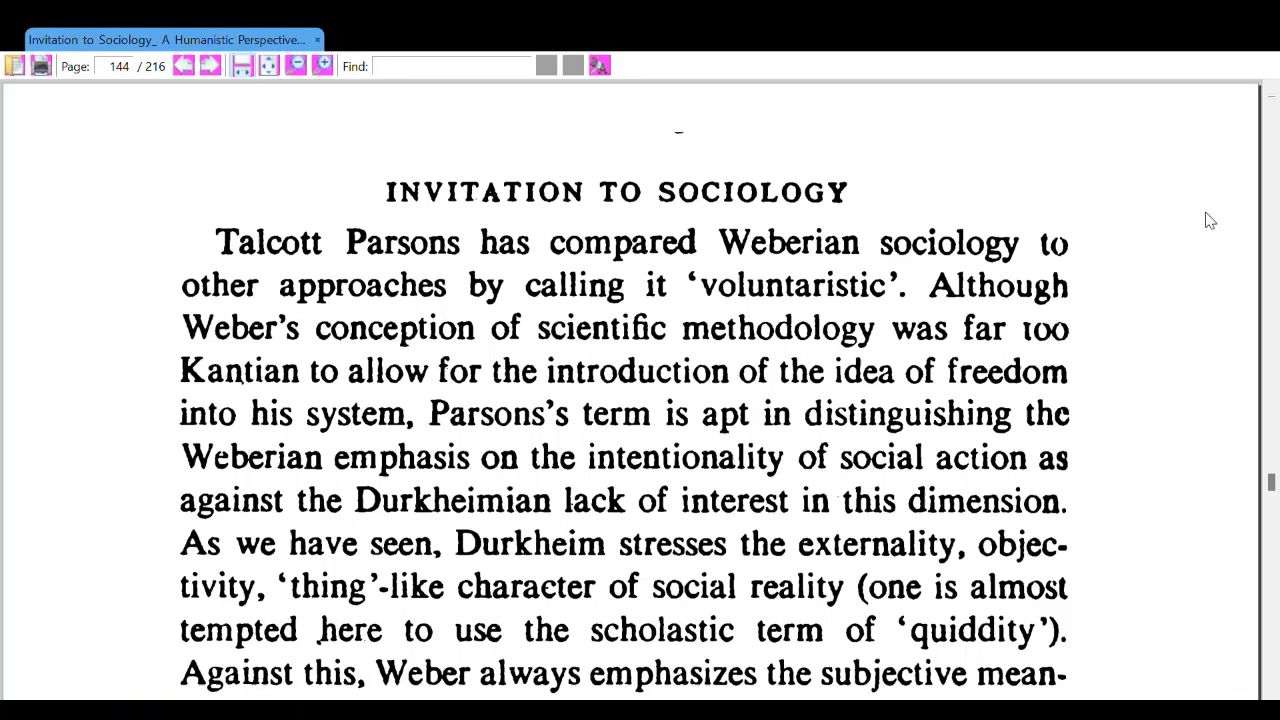 Invitation to Sociology_ A Humanistic Perspective... ×
Page: 144 / 216 Find:
INVITATION TO SOCIOLOGY
Talcott Parsons has compared Weberian sociology to
other approaches by calling it ‘voluntaristic’. Although
Weber’s conception of scientific methodology was far too
Kantian to allow for the introduction of the idea of freedom
into his system, Parsons’s term is apt in distinguishing the
Weberian emphasis on the intentionality of social action as
against the Durkheimian lack of interest in this dimension.
As we have seen, Durkheim stresses the externality, objec-
tivity, ‘thing’-like character of social reality (one is almost
tempted here to use the scholastic term of ‘quiddity’).
Against this, Weber always emphasizes the subjective mean-